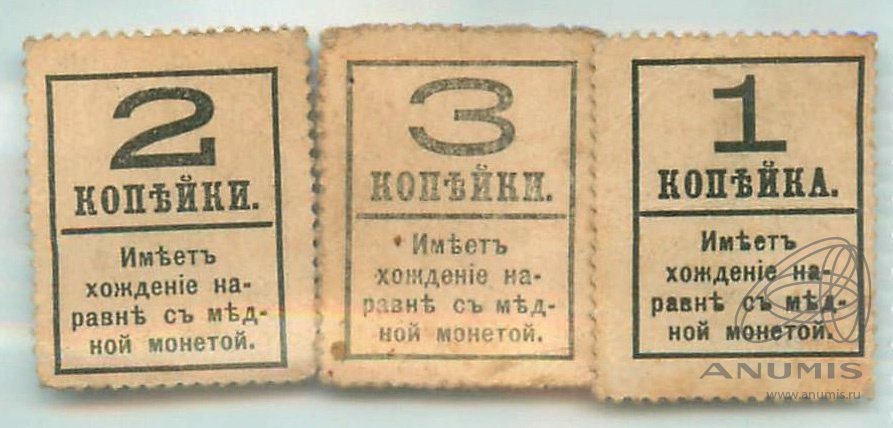 2
КОПѢЙКИ.
Имѣетъ
хожденіе на-
равнѣ съ мѣд-
ной монетой.
3
КОПѢЙКИ.
Имѣетъ
хожденіе на-
равнѣ съ мѣд-
ной монетой.
1
КОПѢЙКА.
Имѣетъ
хожденіе на-
равнѣ съ мѣд-
ной монетой.
ANUMIS
www.anumis.ru